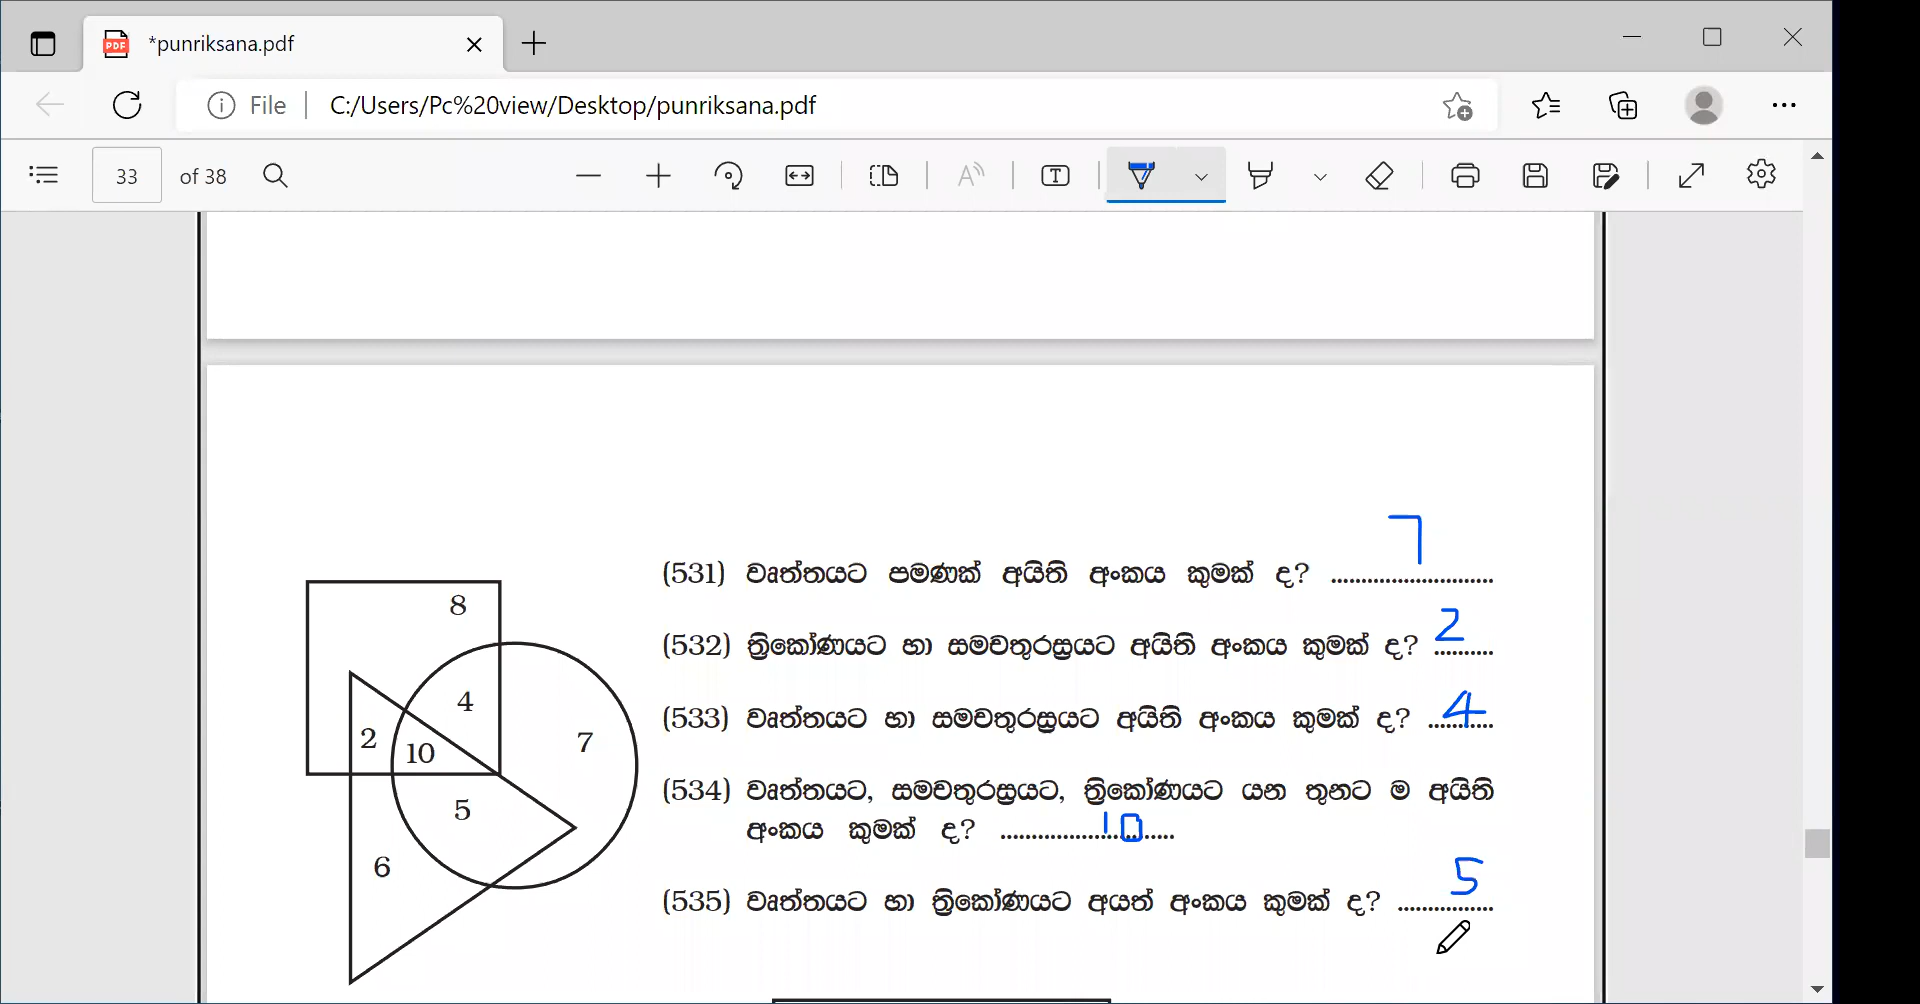 *punriksana.pdf
File C:/Users/Pc%20view/Desktop/punriksana.pdf
33 of 38
8
4
2
10
7
5
6
(531) වෘත්තයට පමණක් අයිති අංකය කුමක් ද? ........................... 7
(532) ත්‍රිකෝණයට හා සමචතුරස්‍රයට අයිති අංකය කුමක් ද? .......... 2
(533) වෘත්තයට හා සමචතුරස්‍රයට අයිති අංකය කුමක් ද? ........... 4
(534) වෘත්තයට, සමචතුරස්‍රයට, ත්‍රිකෝණයට යන තුනට ම අයිති
අංකය කුමක් ද? ............................ 10
(535) වෘත්තයට හා ත්‍රිකෝණයට අයත් අංකය කුමක් ද? ................ 5